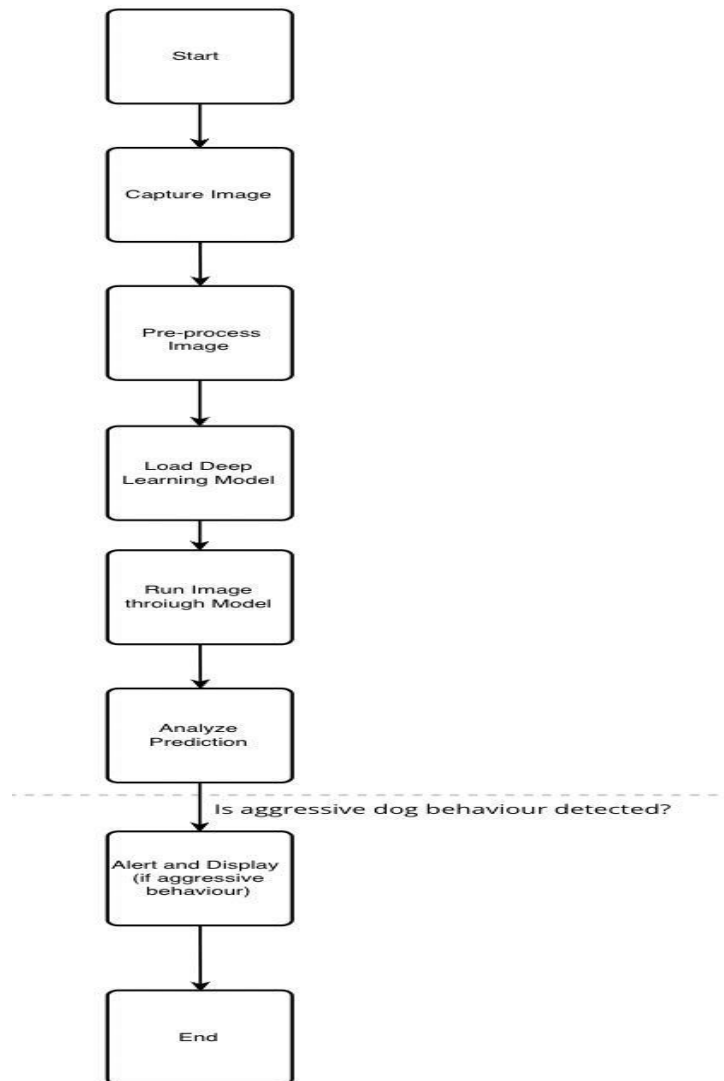 Start
Capture Image
Pre-process
Image
Load Deep
Learning Model
Run Image
throiugh Model
Analyze
Prediction
Is aggressive dog behaviour detected?
Alert and Display
(if aggressive
behaviour)
End